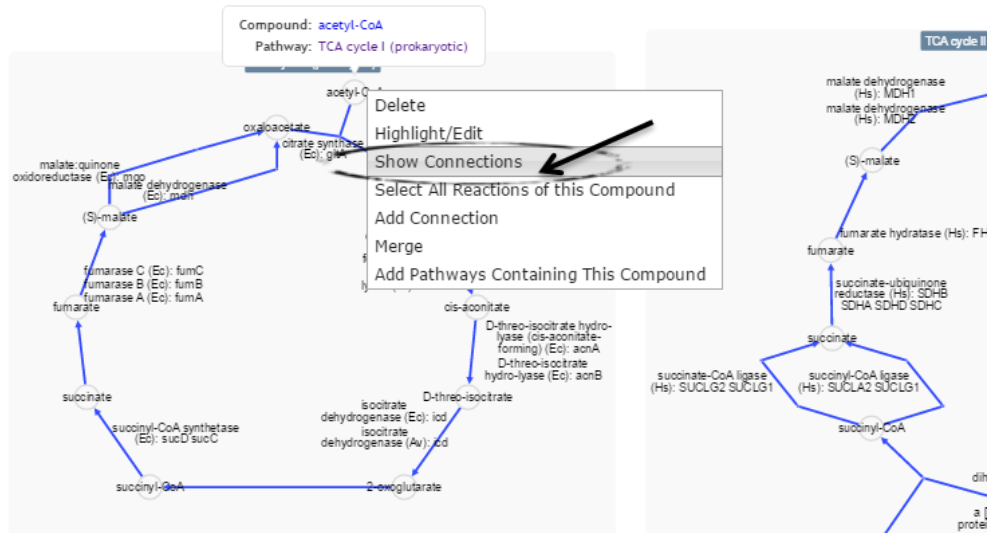 Compound: acetyl-CoA
Pathway: TCA cycle I (prokaryotic)
acetyl-CoA
Delete
Highlight/Edit
Show Connections
Select All Reactions of this Compound
Add Connection
Merge
Add Pathways Containing This Compound
oxaloacetate
citrate synthase
(Ec): gltA
malate:quinone
oxidoreductase (Ec): mqo
malate dehydrogenase
(Ec): mdh
(S)-malate
fumarase C (Ec): fumC
fumarase B (Ec): fumB
fumarase A (Ec): fumA
fumarate
cis-aconitate
D-threo-isocitrate hydro-
lyase (cis-aconitate-
forming) (Ec): acnA
D-threo-isocitrate
hydro-lyase (Ec): acnB
succinate
D-threo-isocitrate
isocitrate
dehydrogenase (Ec): icd
isocitrate
dehydrogenase (Av): icd
succinyl-CoA synthetase
(Ec): sucD sucC
succinyl-CoA
2-oxoglutarate
TCA cycle II
malate dehydrogenase
(Hs): MDH1
malate dehydrogenase
(Hs): MDH2
(S)-malate
fumarate hydratase (Hs): FH
fumarate
succinate-ubiquinone
reductase (Hs): SDHB
SDHA SDHD SDHC
succinate
succinate-CoA ligase
(Hs): SUCLG2 SUCLG1
succinyl-CoA ligase
(Hs): SUCLA2 SUCLG1
succinyl-CoA
dih
a [
protei